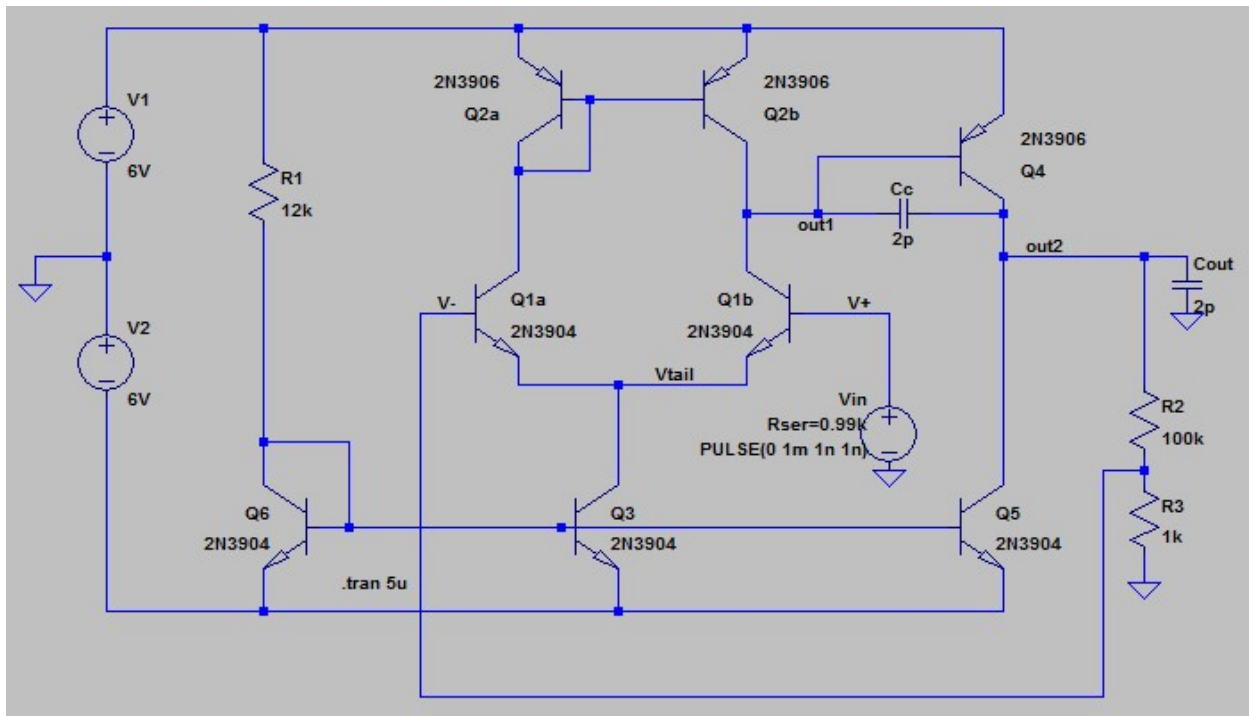 V1
6V
R1
12k
2N3906
Q2a
2N3906
Q2b
2N3906
Q4
Cc
2p
out1
out2
Cout
2p
V2
6V
V-
Q1a
2N3904
Q1b
2N3904
V+
Vtail
Vin
Rser=0.99k
PULSE(0 1m 1n 1n)
R2
100k
R3
1k
Q6
2N3904
Q3
2N3904
Q5
2N3904
.tran 5u